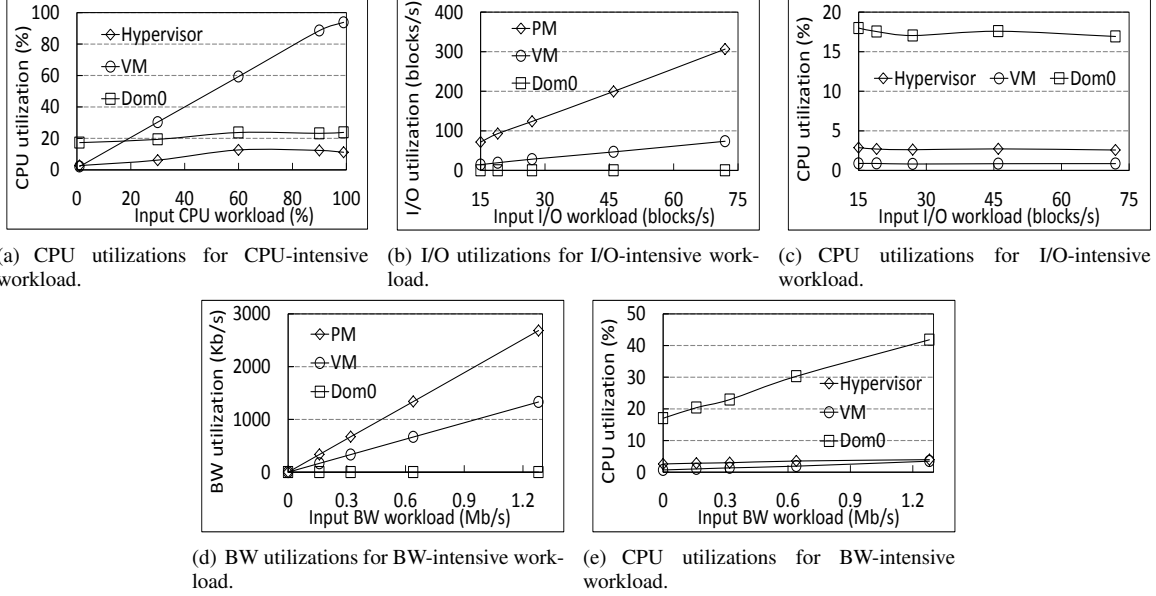 CPU utilization (%)
100
80
60
40
20
0
Hypervisor
VM
Dom0
0 20 40 60 80 100
Input CPU workload (%)
(a) CPU utilizations for CPU-intensive
workload.
I/O utilization (blocks/s)
400
300
200
100
0
PM
VM
Dom0
15 30 45 60 75
Input I/O workload (blocks/s)
(b) I/O utilizations for I/O-intensive work-
load.
CPU utilization (%)
20
15
10
5
0
Hypervisor VM Dom0
15 30 45 60 75
Input I/O workload (blocks/s)
(c) CPU utilizations for I/O-intensive
workload.
BW utilization (Kb/s)
3000
2000
1000
0
PM
VM
Dom0
0 0.3 0.6 0.9 1.2
Input BW workload (Mb/s)
(d) BW utilizations for BW-intensive work-
load.
CPU utilization (%)
50
40
30
20
10
0
Hypervisor
VM
Dom0
0 0.3 0.6 0.9 1.2
Input BW workload (Mb/s)
(e) CPU utilizations for BW-intensive
workload.